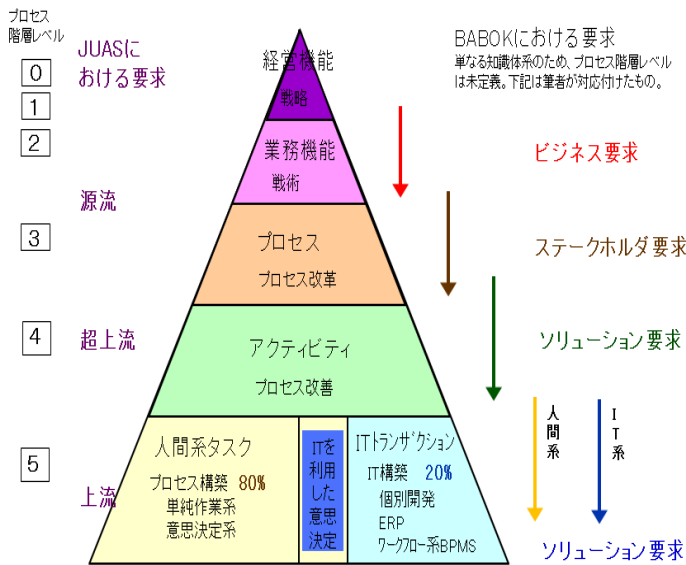 プロセス
階層レベル
JUASに
おける要求
BABOKにおける要求
単なる知識体系のため、プロセス階層レベル
は未定義。下記は筆者が対応付けたもの。
0
1
2
3
4
5
源流
超上流
上流
経営機能
戦略
業務機能
戦術
プロセス
プロセス改革
アクティビティ
プロセス改善
人間系タスク
プロセス構築 80%
単純作業系
意思決定系
ITを
利用
した
意思
決定
ITトランザクション
IT構築 20%
個別開発
ERP
ワークフロー系BPMS
ビジネス要求
ステークホルダ要求
ソリューション要求
人間系
IT系
ソリューション要求